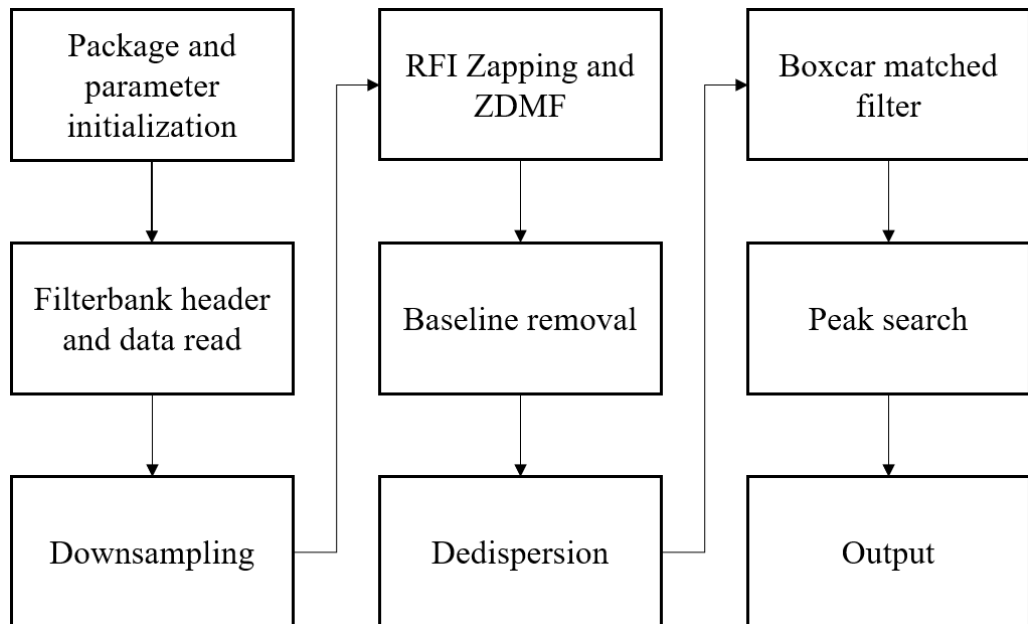 Package and
parameter
initialization
Filterbank header
and data read
Downsampling
RFI Zapping and
ZDMF
Baseline removal
Dedispersion
Boxcar matched
filter
Peak search
Output